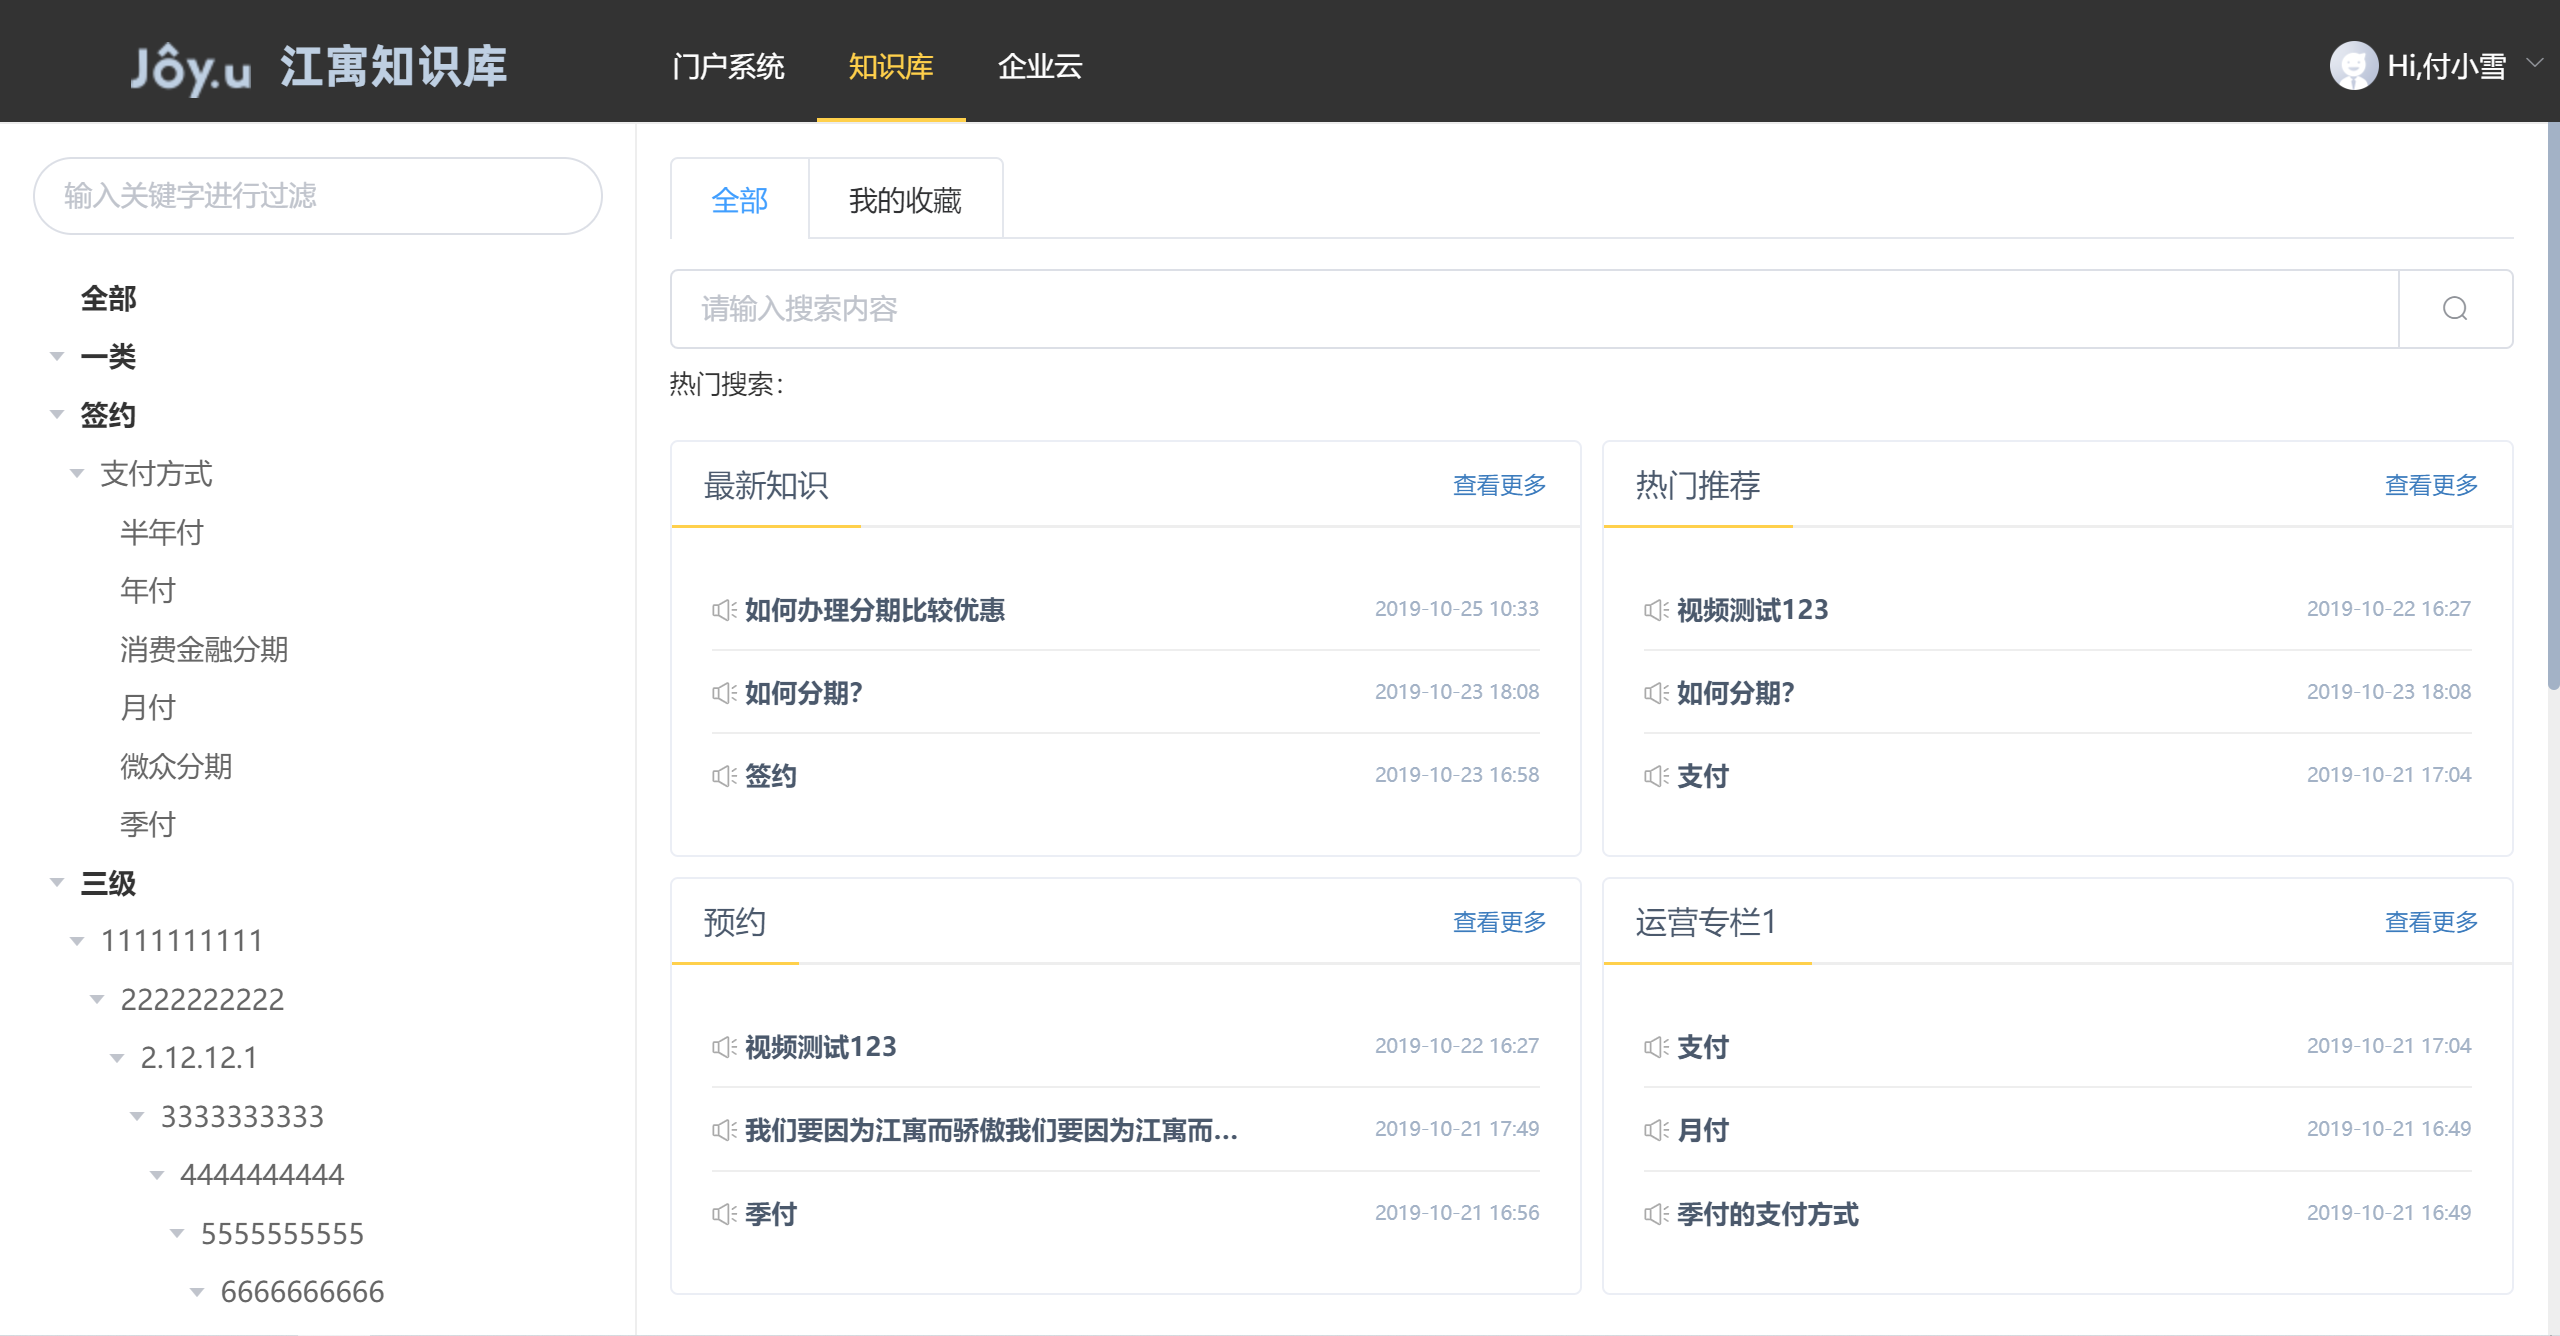 Jôy.u 江寓知识库 门户系统 知识库 企业云 Hi,付小雪
输入关键字进行过滤
全部
一类
签约
支付方式
半年付
年付
消费金融分期
月付
微众分期
季付
三级
1111111111
2222222222
2.12.12.1
3333333333
4444444444
5555555555
6666666666
全部 我的收藏
请输入搜索内容
热门搜索：
最新知识 查看更多
如何办理分期比较优惠 2019-10-25 10:33
如何分期？ 2019-10-23 18:08
签约 2019-10-23 16:58
热门推荐 查看更多
视频测试123 2019-10-22 16:27
如何分期？ 2019-10-23 18:08
支付 2019-10-21 17:04
预约 查看更多
视频测试123 2019-10-22 16:27
我们要因为江寓而骄傲我们要因为江寓而... 2019-10-21 17:49
季付 2019-10-21 16:56
运营专栏1 查看更多
支付 2019-10-21 17:04
月付 2019-10-21 16:49
季付的支付方式 2019-10-21 16:49